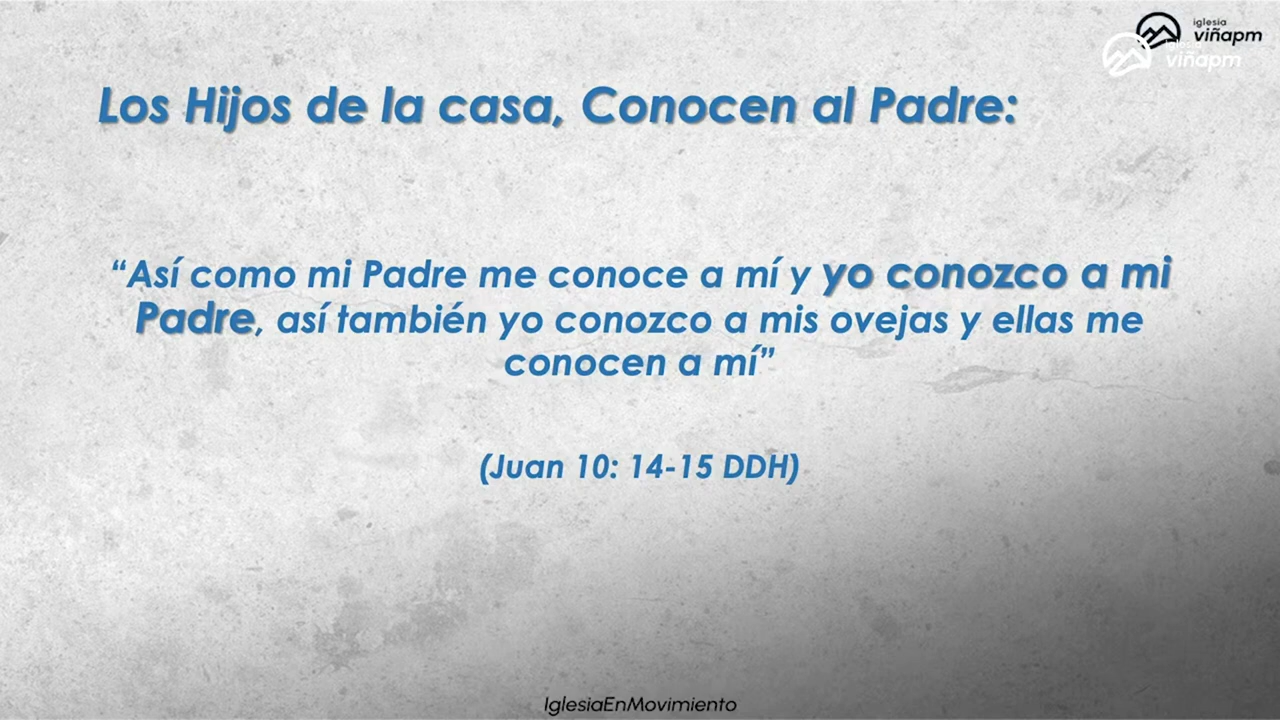 iglesia
viñapm
iglesia
viñapm
Los Hijos de la casa, Conocen al Padre:
“Así como mi Padre me conoce a mí y yo conozco a mi
Padre, así también yo conozco a mis ovejas y ellas me
conocen a mí”
(Juan 10: 14-15 DDH)
IglesiaEnMovimiento